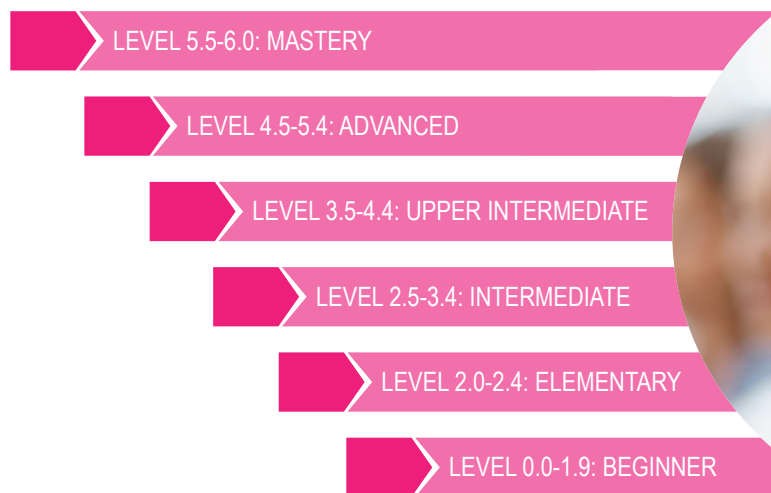 LEVEL 5.5-6.0: MASTERY
LEVEL 4.5-5.4: ADVANCED
LEVEL 3.5-4.4: UPPER INTERMEDIATE
LEVEL 2.5-3.4: INTERMEDIATE
LEVEL 2.0-2.4: ELEMENTARY
LEVEL 0.0-1.9: BEGINNER